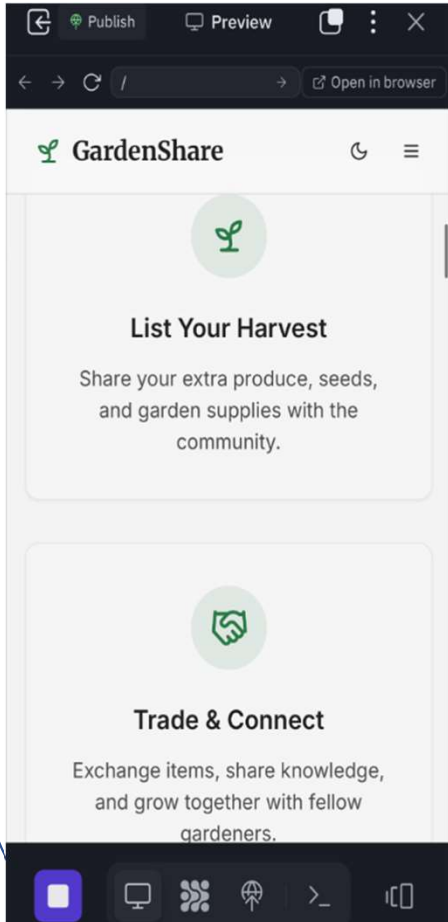 Publish
Preview
/
Open in browser
GardenShare
List Your Harvest
Share your extra produce, seeds,
and garden supplies with the
community.
Trade & Connect
Exchange items, share knowledge,
and grow together with fellow
gardeners.